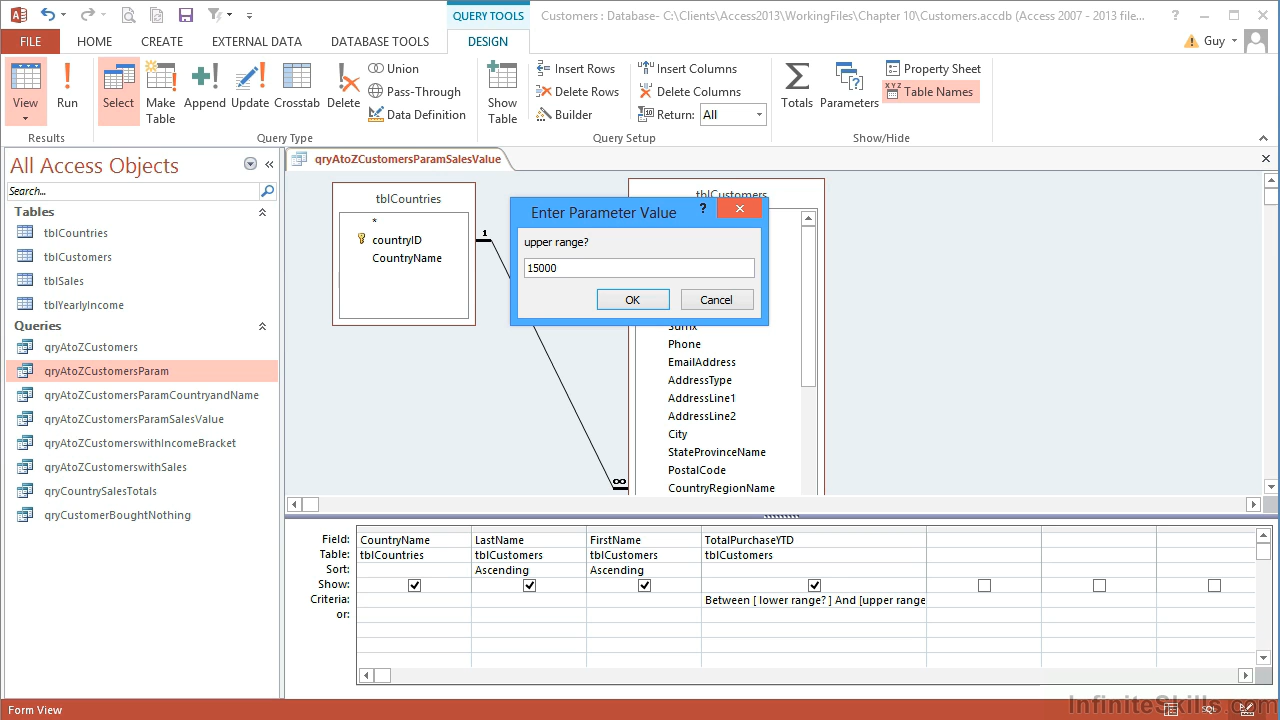 QUERY TOOLS
Customers : Database- C:\Clients\Access2013\WorkingFiles\Chapter 10\Customers.accdb (Access 2007 - 2013 file...
FILE HOME CREATE EXTERNAL DATA DATABASE TOOLS DESIGN Guy
View
Run
Select
Make Table
Append
Update
Crosstab
Delete
Union
Pass-Through
Data Definition
Show Table
Insert Rows
Delete Rows
Builder
Insert Columns
Delete Columns
Return: All
Totals
Parameters
Property Sheet
Table Names
Results
Query Type
Query Setup
Show/Hide
All Access Objects
Search...
Tables
tblCountries
tblCustomers
tblSales
tblYearlyIncome
Queries
qryAtoZCustomers
qryAtoZCustomersParam
qryAtoZCustomersParamCountryandName
qryAtoZCustomersParamSalesValue
qryAtoZCustomerswithIncomeBracket
qryAtoZCustomerswithSales
qryCountrySalesTotals
qryCustomerBoughtNothing
qryAtoZCustomersParamSalesValue
tblCountries
*
countryID
CountryName
1
∞
tblCustomers
Enter Parameter Value
?
upper range?
15000
OK Cancel
Suffix
Phone
EmailAddress
AddressType
AddressLine1
AddressLine2
City
StateProvinceName
PostalCode
CountryRegionName
Field: CountryName LastName FirstName TotalPurchaseYTD
Table: tblCountries tblCustomers tblCustomers tblCustomers
Sort: Ascending Ascending
Show:
Criteria: Between [ lower range? ] And [upper range
or:
Form View
SQL
InfiniteSkills.com